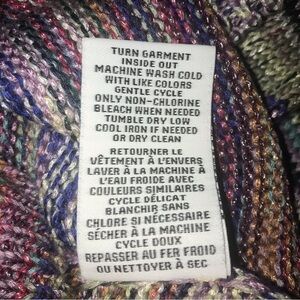 TURN GARMENT
INSIDE OUT
MACHINE WASH COLD
WITH LIKE COLORS
GENTLE CYCLE
ONLY NON-CHLORINE
BLEACH WHEN NEEDED
TUMBLE DRY LOW
COOL IRON IF NEEDED
OR DRY CLEAN
RETOURNER LE
VÊTEMENT À L'ENVERS
LAVER À LA MACHINE À
L'EAU FROIDE AVEC
COULEURS SIMILAIRES
CYCLE DÉLICAT
BLANCHIR SANS
CHLORE SI NÉCESSAIRE
SÉCHER À LA MACHINE
CYCLE DOUX
REPASSER AU FER FROID
OU NETTOYER À SEC